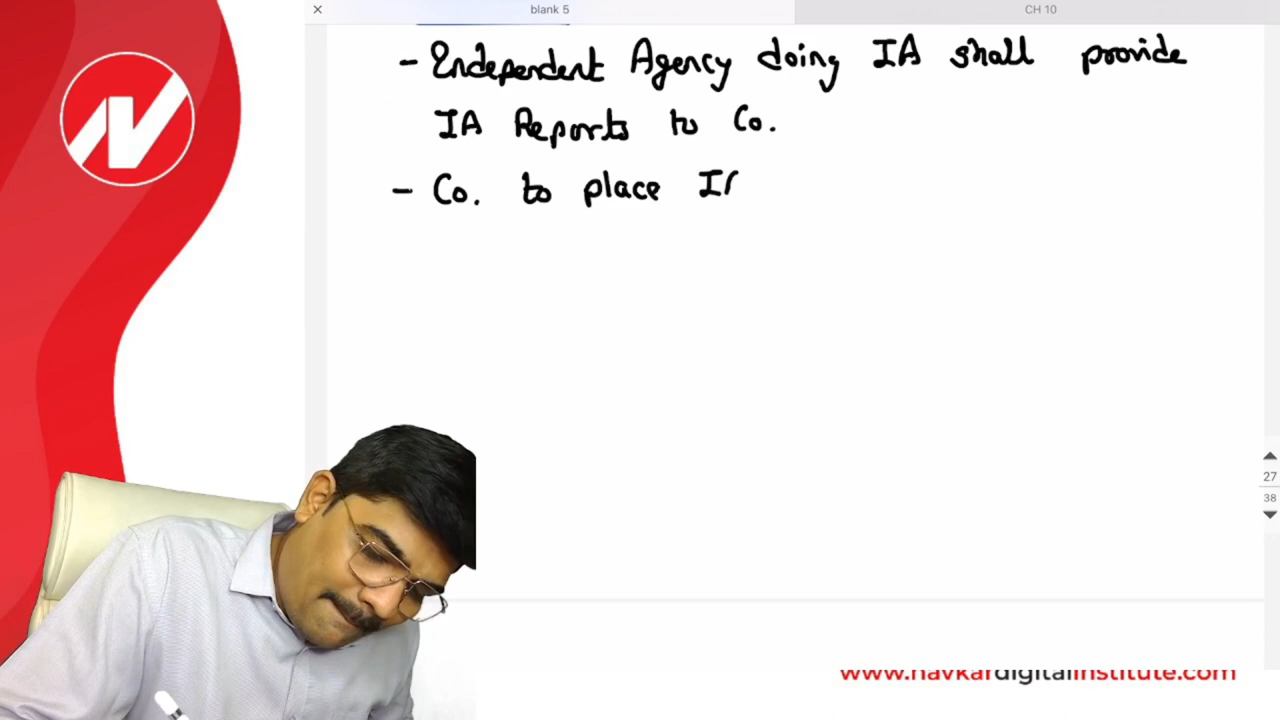 blank 5
CH 10
- Independent Agency doing IA shall provide
IA Reports to Co.
- Co. to place I
27
38
www.navkardigitalinstitute.com